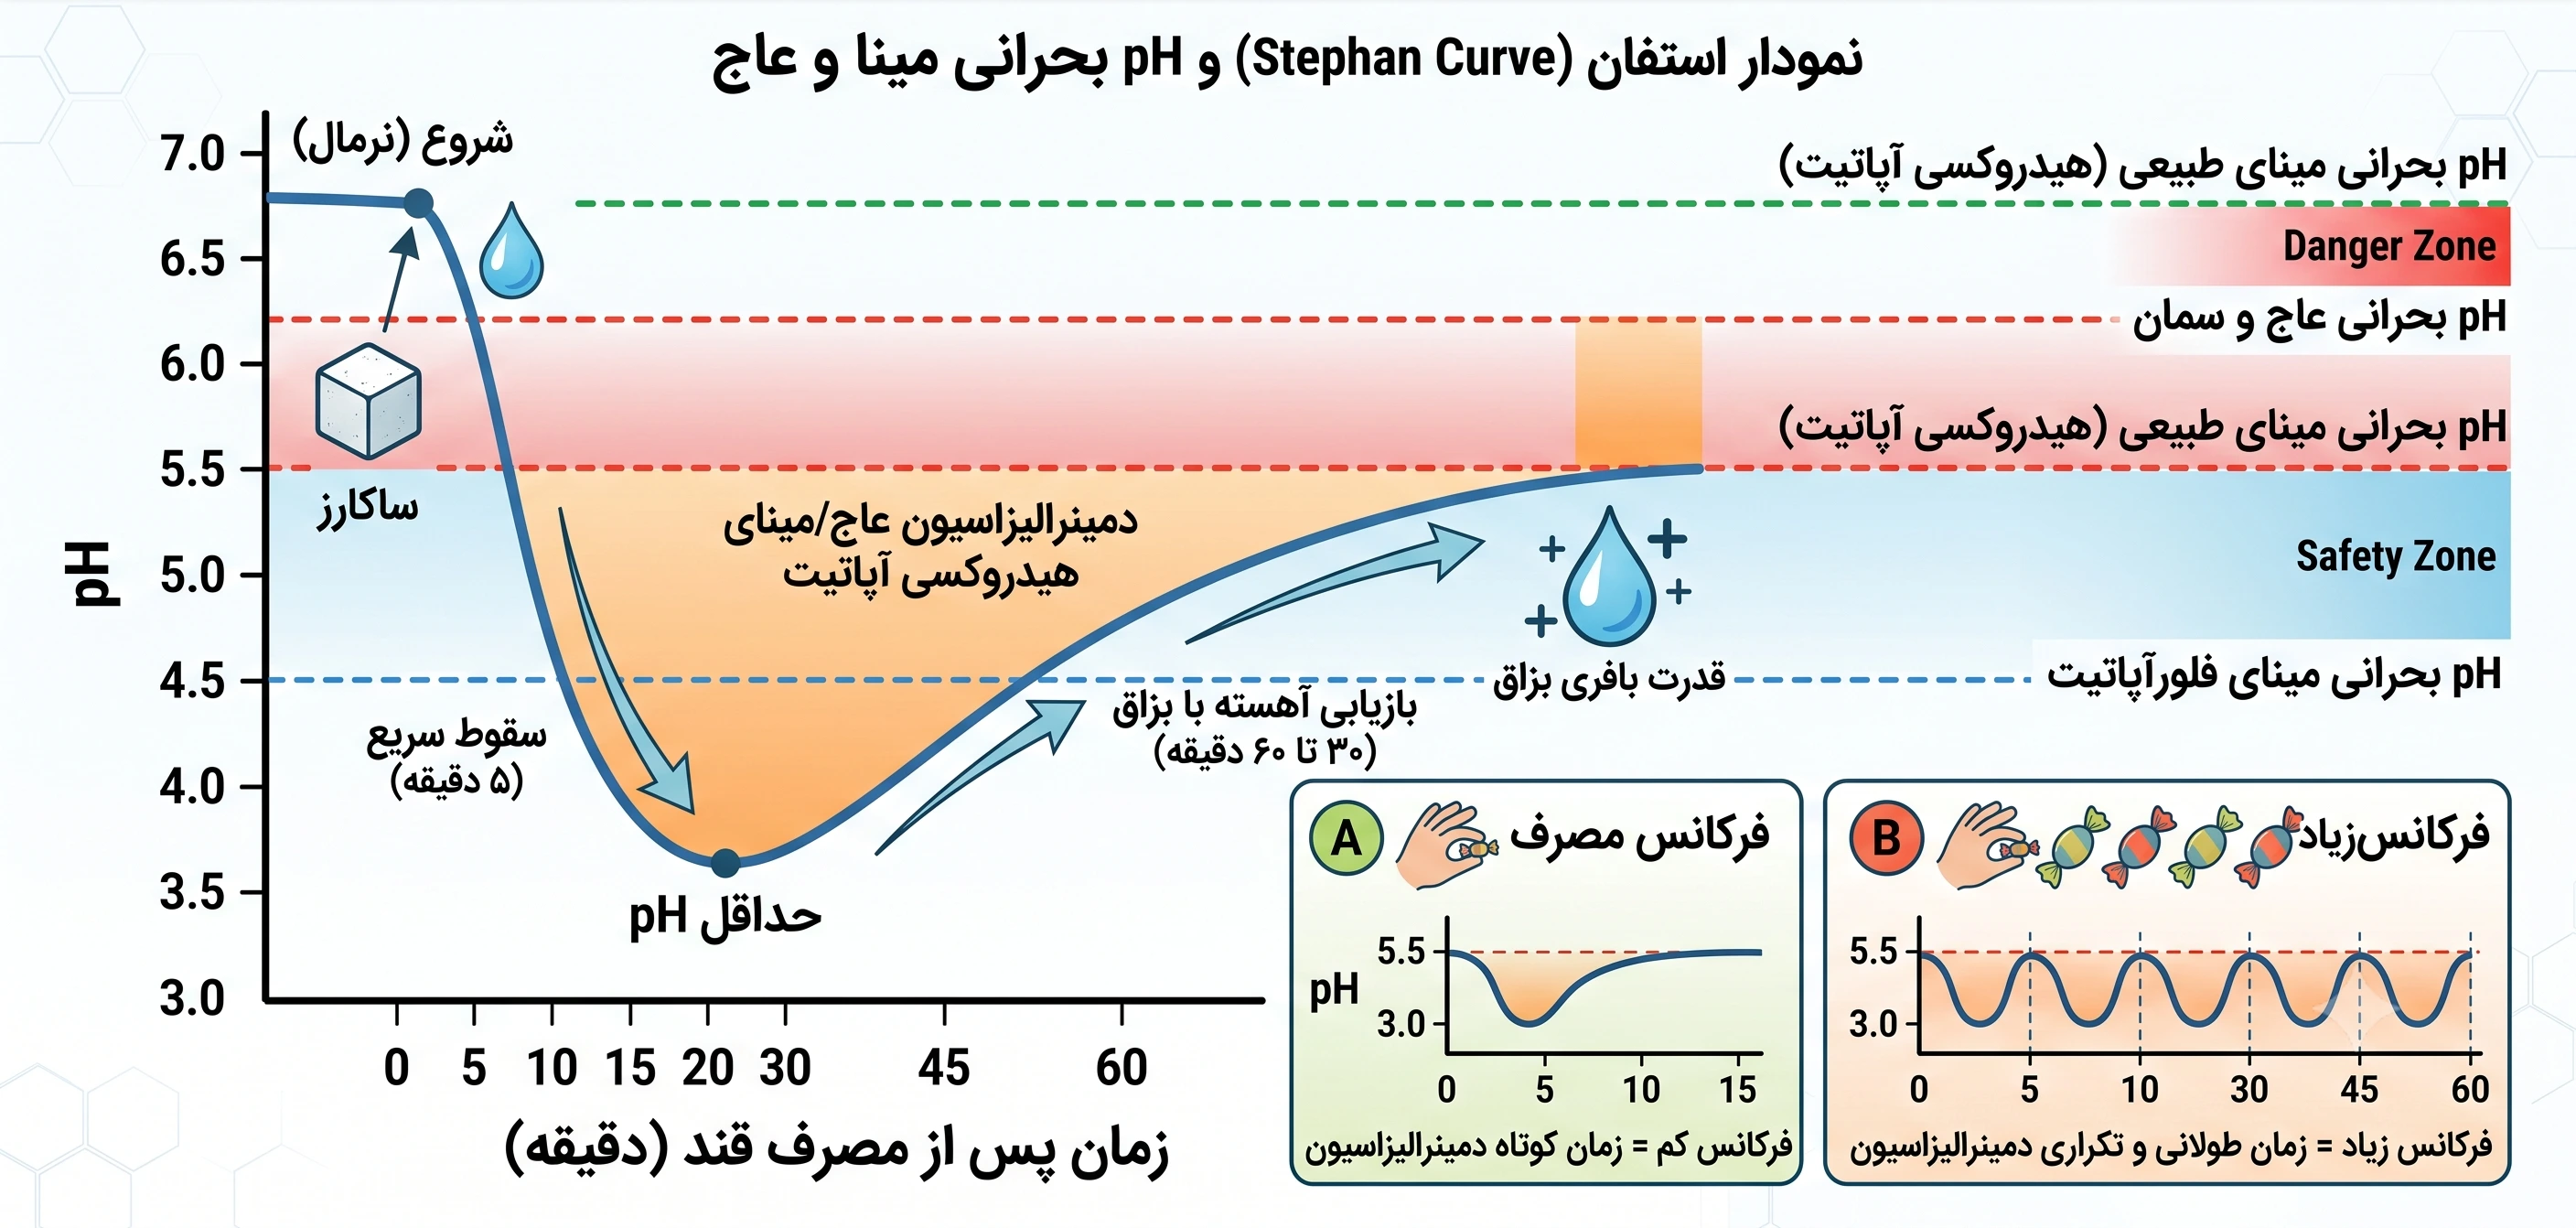 نمودار استفان (Stephan Curve) و pH بحرانی مینا و عاج
شروع (نرمال)
7.0
6.5
6.0
5.5
5.0
4.5
4.0
3.5
3.0
pH
pH بحرانی مینای طبیعی (هیدروکسی آپاتیت)
Danger Zone
pH بحرانی عاج و سمان
pH بحرانی مینای طبیعی (هیدروکسی آپاتیت)
Safety Zone
pH بحرانی مینای فلورآپاتیت
ساکارز
دمینرالیزاسیون عاج/مینای
هیدروکسی آپاتیت
سقوط سریع
(۵ دقیقه)
حداقل pH
بازیابی آهسته با بزاق
(۳۰ تا ۶۰ دقیقه)
قدرت بافری بزاق
0 5 10 15 20 30 45 60
زمان پس از مصرف قند (دقیقه)
A
فرکانس مصرف
pH
5.5
3.0
0 5 10 15
فرکانس کم = زمان کوتاه دمینرالیزاسیون
B
فرکانس‌زیاد
5.5
3.0
0 5 10 30 45 60
فرکانس زیاد = زمان طولانی و تکراری دمینرالیزاسیون